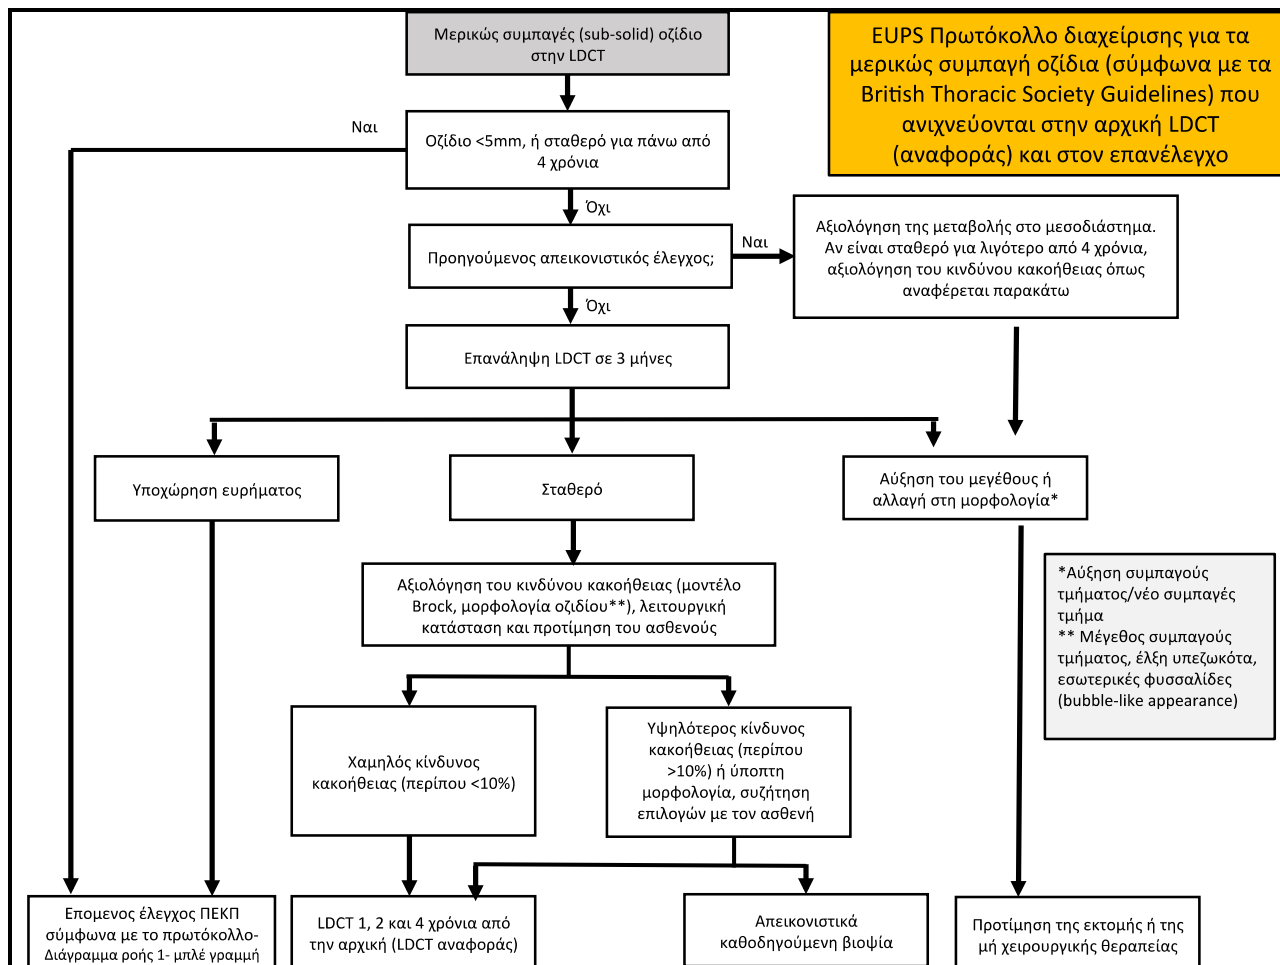 Μερικώς συμπαγές (sub-solid) οζίδιο
στην LDCT
EUPS Πρωτόκολλο διαχείρισης για τα
μερικώς συμπαγή οζίδια (σύμφωνα με τα
British Thoracic Society Guidelines) που
ανιχνεύονται στην αρχική LDCT
(αναφοράς) και στον επανέλεγχο
Ναι
Οζίδιο <5mm, ή σταθερό για πάνω από
4 χρόνια
Όχι
Προηγούμενος απεικονιστικός έλεγχος;
Ναι
Αξιολόγηση της μεταβολής στο μεσοδιάστημα.
Αν είναι σταθερό για λιγότερο από 4 χρόνια,
αξιολόγηση του κινδύνου κακοήθειας όπως
αναφέρεται παρακάτω
Όχι
Επανάληψη LDCT σε 3 μήνες
Υποχώρηση ευρήματος
Σταθερό
Αύξηση του μεγέθους ή
αλλαγή στη μορφολογία*
Αξιολόγηση του κινδύνου κακοήθειας (μοντέλο
Brock, μορφολογία οζιδίου**), λειτουργική
κατάσταση και προτίμηση του ασθενούς
*Αύξηση συμπαγούς
τμήματος/νέο συμπαγές
τμήμα
** Μέγεθος συμπαγούς
τμήματος, έλξη υπεζωκότα,
εσωτερικές φυσσαλίδες
(bubble-like appearance)
Χαμηλός κίνδυνος
κακοήθειας (περίπου <10%)
Υψηλότερος κίνδυνος
κακοήθειας (περίπου
>10%) ή ύποπτη
μορφολογία, συζήτηση
επιλογών με τον ασθενή
Επομενος έλεγχος ΠΕΚΠ
σύμφωνα με το πρωτόκολλο-
Διάγραμμα ροής 1- μπλέ γραμμή
LDCT 1, 2 και 4 χρόνια από
την αρχική (LDCT αναφοράς)
Απεικονιστικά
καθοδηγούμενη βιοψία
Προτίμηση της εκτομής ή της
μή χειρουργικής θεραπείας